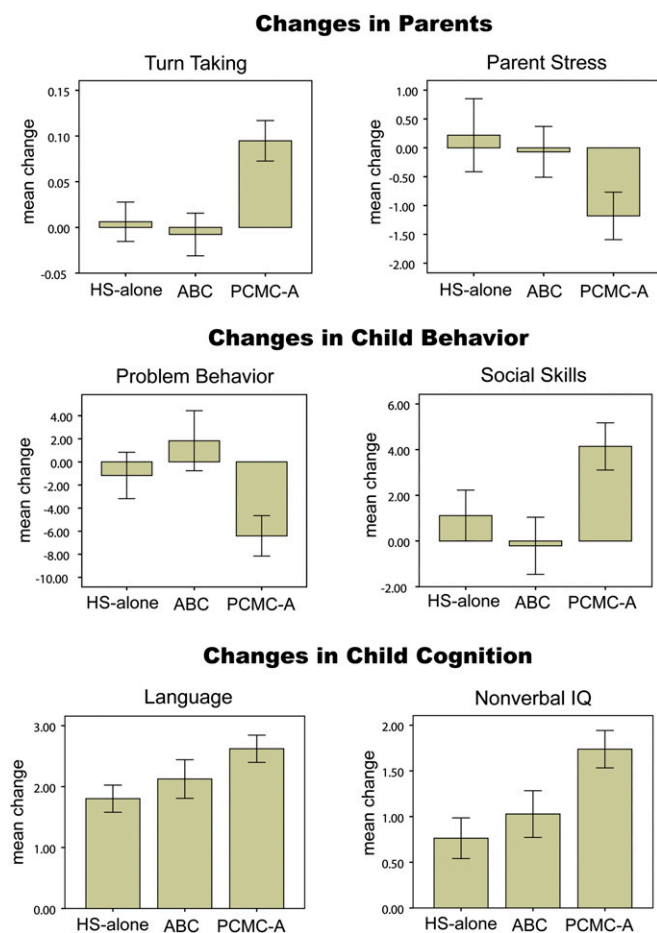 Changes in Parents
Turn Taking
mean change
0.15
0.10
0.05
0.00
-0.05
HS-alone ABC PCMC-A
Parent Stress
mean change
1.00
0.50
0.00
-0.50
-1.00
-1.50
-2.00
HS-alone ABC PCMC-A
Changes in Child Behavior
Problem Behavior
mean change
4.00
2.00
0.00
-2.00
-4.00
-6.00
-8.00
-10.00
HS-alone ABC PCMC-A
Social Skills
mean change
6.00
4.00
2.00
0.00
-2.00
HS-alone ABC PCMC-A
Changes in Child Cognition
Language
mean change
3.00
2.00
1.00
0.00
HS-alone ABC PCMC-A
Nonverbal IQ
mean change
2.00
1.50
1.00
0.50
0.00
HS-alone ABC PCMC-A